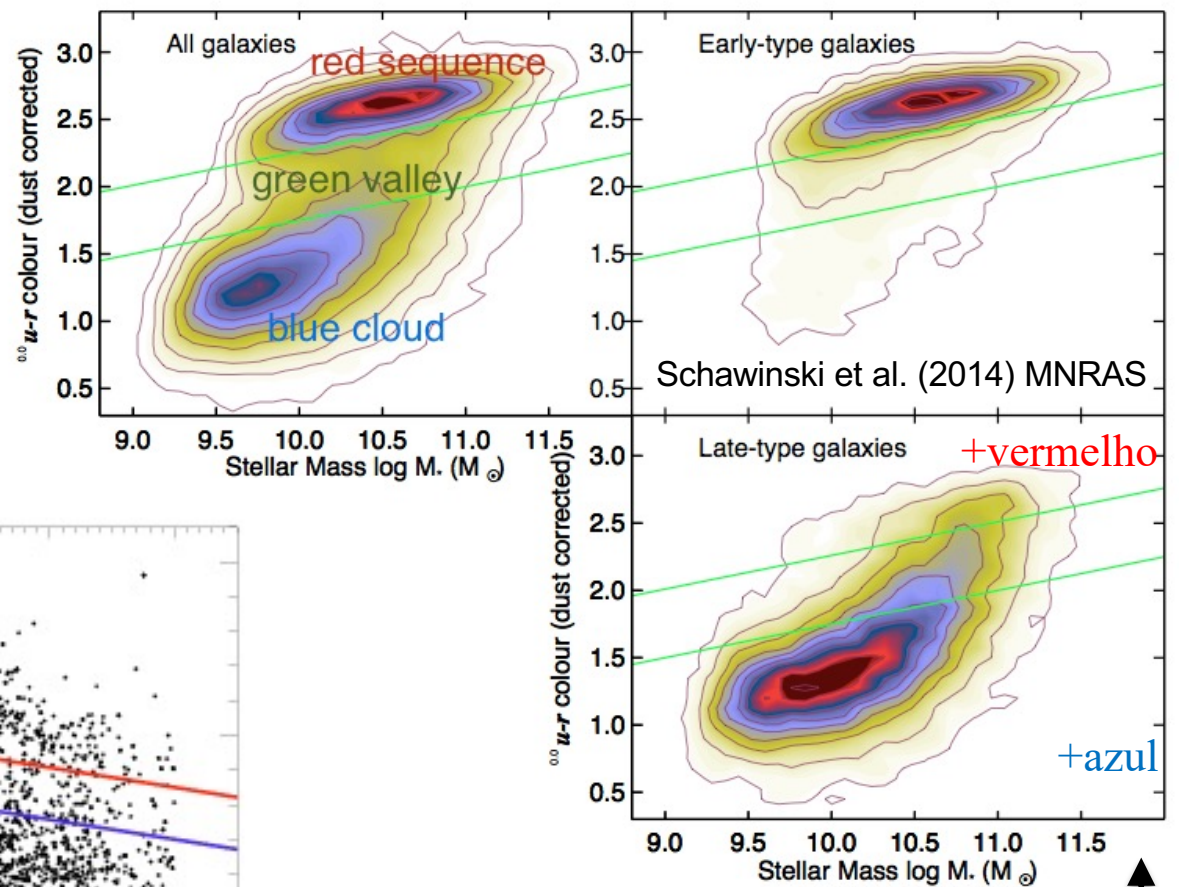 All galaxies
red sequence
green valley
blue cloud
3.0
2.5
2.0
1.5
1.0
0.5
0.0 u-r colour (dust corrected)
9.0 9.5 10.0 10.5 11.0 11.5
Stellar Mass log M* (M☉)
Early-type galaxies
3.0
2.5
2.0
1.5
1.0
0.5
Schawinski et al. (2014) MNRAS
Late-type galaxies
+vermelho
+azul
3.0
2.5
2.0
1.5
1.0
0.5
0.0 u-r colour (dust corrected)
9.0 9.5 10.0 10.5 11.0 11.5
Stellar Mass log M* (M☉)